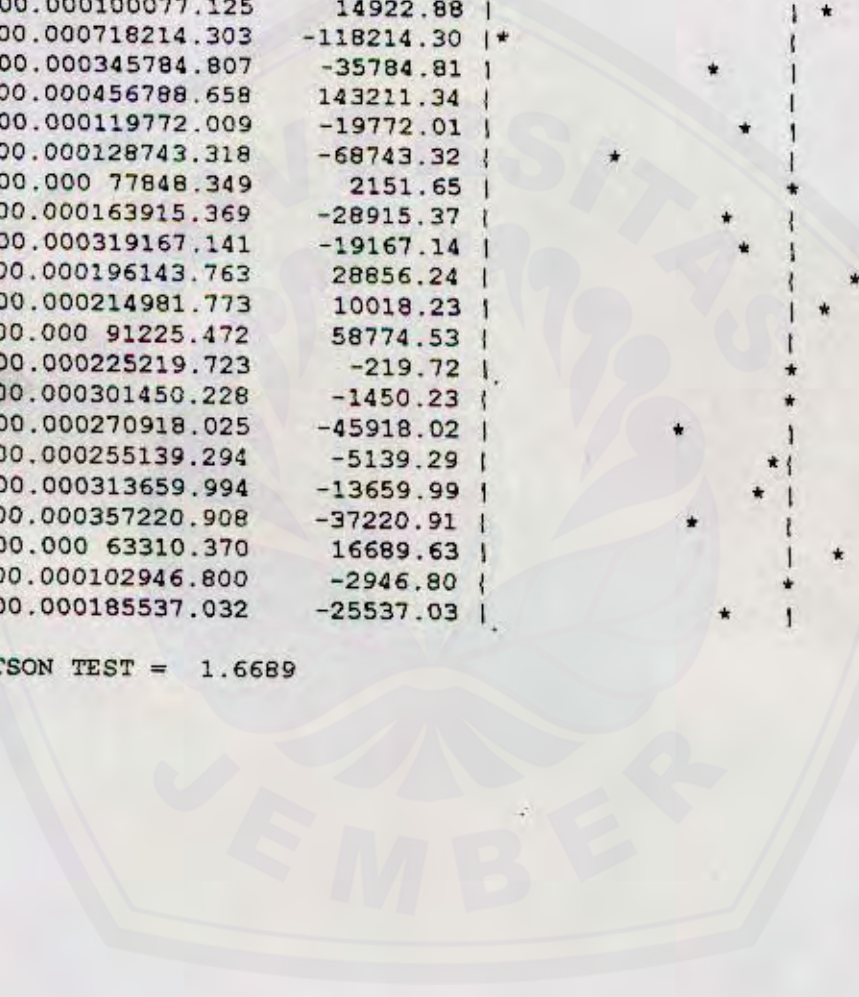 00.000100077.125 14922.88 | | *
00.000718214.303 -118214.30 |* |
00.000345784.807 -35784.81 | * |
00.000456788.658 143211.34 | |
00.000119772.009 -19772.01 | * |
00.000128743.318 -68743.32 | * |
00.000 77848.349 2151.65 | *
00.000163915.369 -28915.37 | * |
00.000319167.141 -19167.14 | * |
00.000196143.763 28856.24 | | *
00.000214981.773 10018.23 | | *
00.000 91225.472 58774.53 | |
00.000225219.723 -219.72 | *
00.000301450.228 -1450.23 | *
00.000270918.025 -45918.02 | * |
00.000255139.294 -5139.29 | *|
00.000313659.994 -13659.99 | * |
00.000357220.908 -37220.91 | * |
00.000 63310.370 16689.63 | | *
00.000102946.800 -2946.80 | *
00.000185537.032 -25537.03 | * |
TSON TEST = 1.6689
UNIVERSITAS
JEMBER